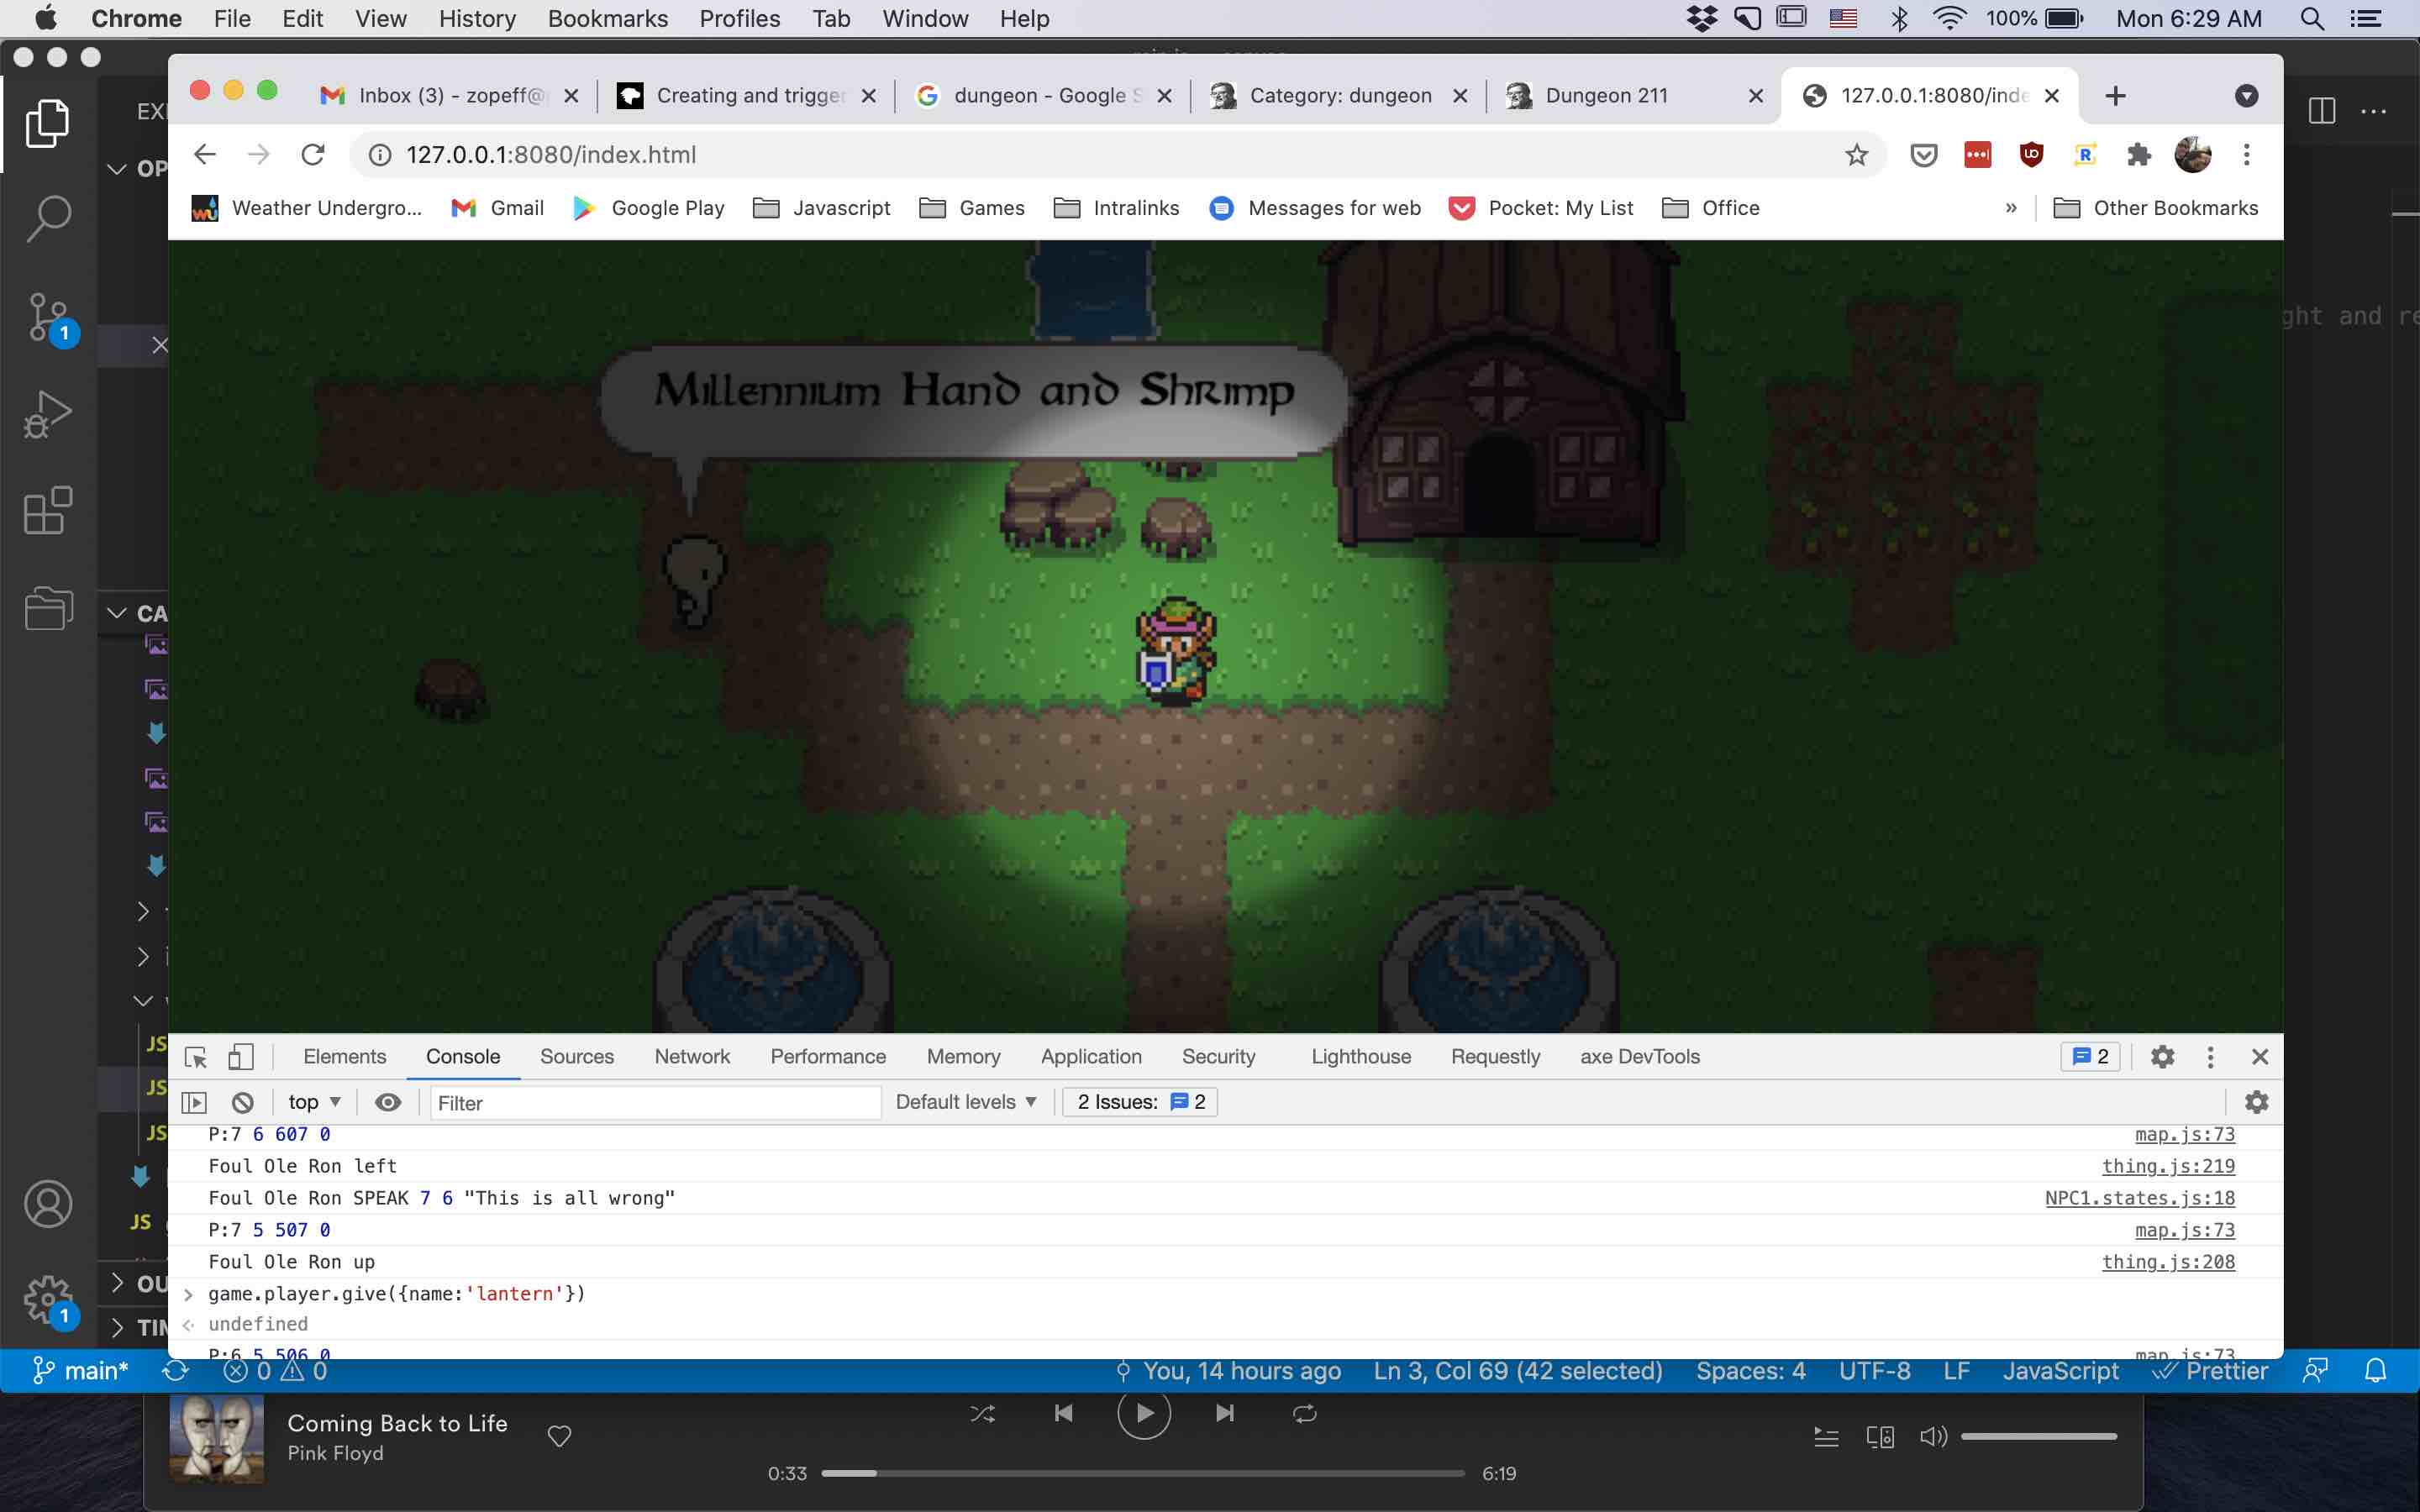 Chrome File Edit View History Bookmarks Profiles Tab Window Help 100% Mon 6:29 AM
Inbox (3) - zopeff@ Creating and trigge dungeon - Google S Category: dungeon Dungeon 211 127.0.0.1:8080/inde
EX
127.0.0.1:8080/index.html
OP
Weather Undergro... Gmail Google Play Javascript Games Intralinks Messages for web Pocket: My List Office » Other Bookmarks
ght and re
1
Millennium Hand and Shrimp
CA
Elements Console Sources Network Performance Memory Application Security Lighthouse Requestly axe DevTools 2
JS
top Filter Default levels 2 Issues: 2
JS
P:7 6 607 0 map.js:73
JS
Foul Ole Ron left thing.js:219
Foul Ole Ron SPEAK 7 6 "This is all wrong" NPC1.states.js:18
JS
P:7 5 507 0 map.js:73
Foul Ole Ron up thing.js:208
OU
game.player.give({name:'lantern'})
1
undefined
TIM
P:6 5 506 0 map.js:73
main* 0 0 You, 14 hours ago Ln 3, Col 69 (42 selected) Spaces: 4 UTF-8 LF JavaScript Prettier
Coming Back to Life
Pink Floyd
0:33 6:19